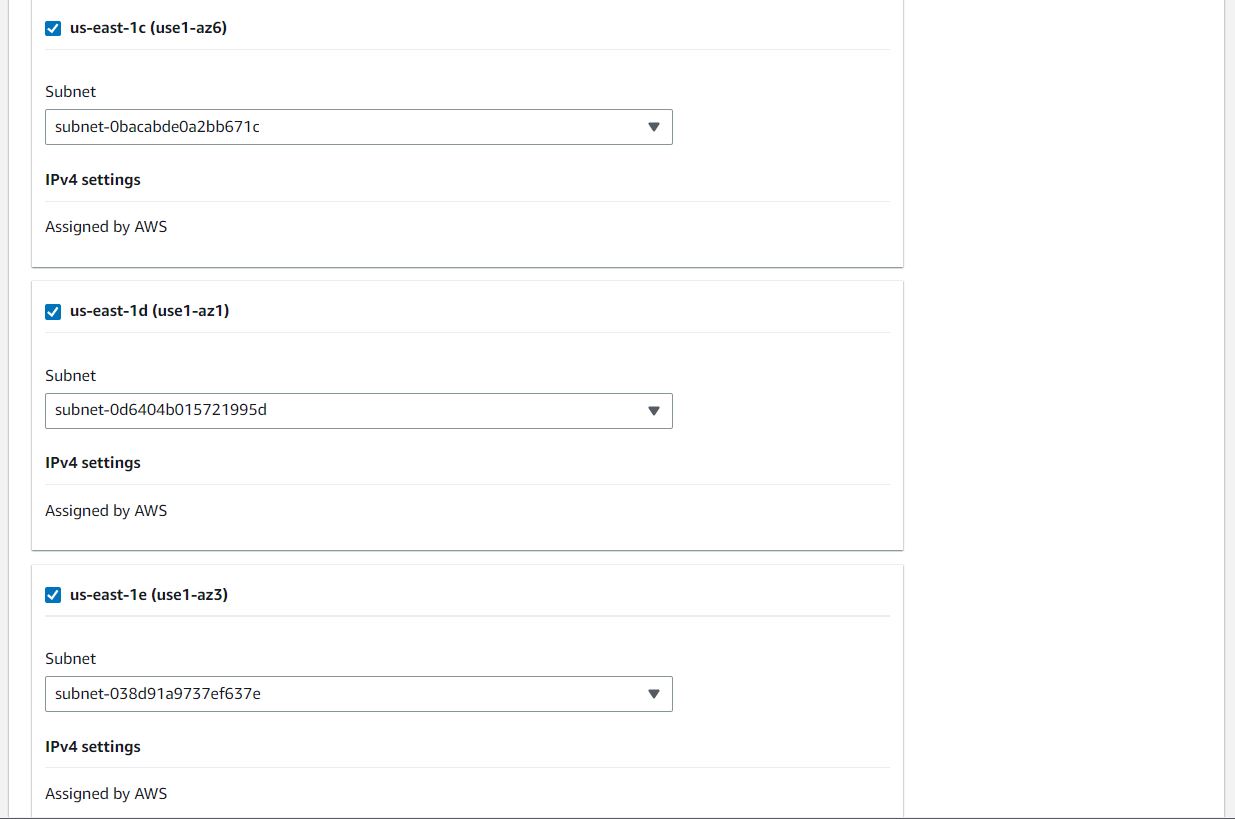 us-east-1c (use1-az6)
Subnet
subnet-0bacabde0a2bb671c
IPv4 settings
Assigned by AWS
us-east-1d (use1-az1)
Subnet
subnet-0d6404b015721995d
IPv4 settings
Assigned by AWS
us-east-1e (use1-az3)
Subnet
subnet-038d91a9737ef637e
IPv4 settings
Assigned by AWS